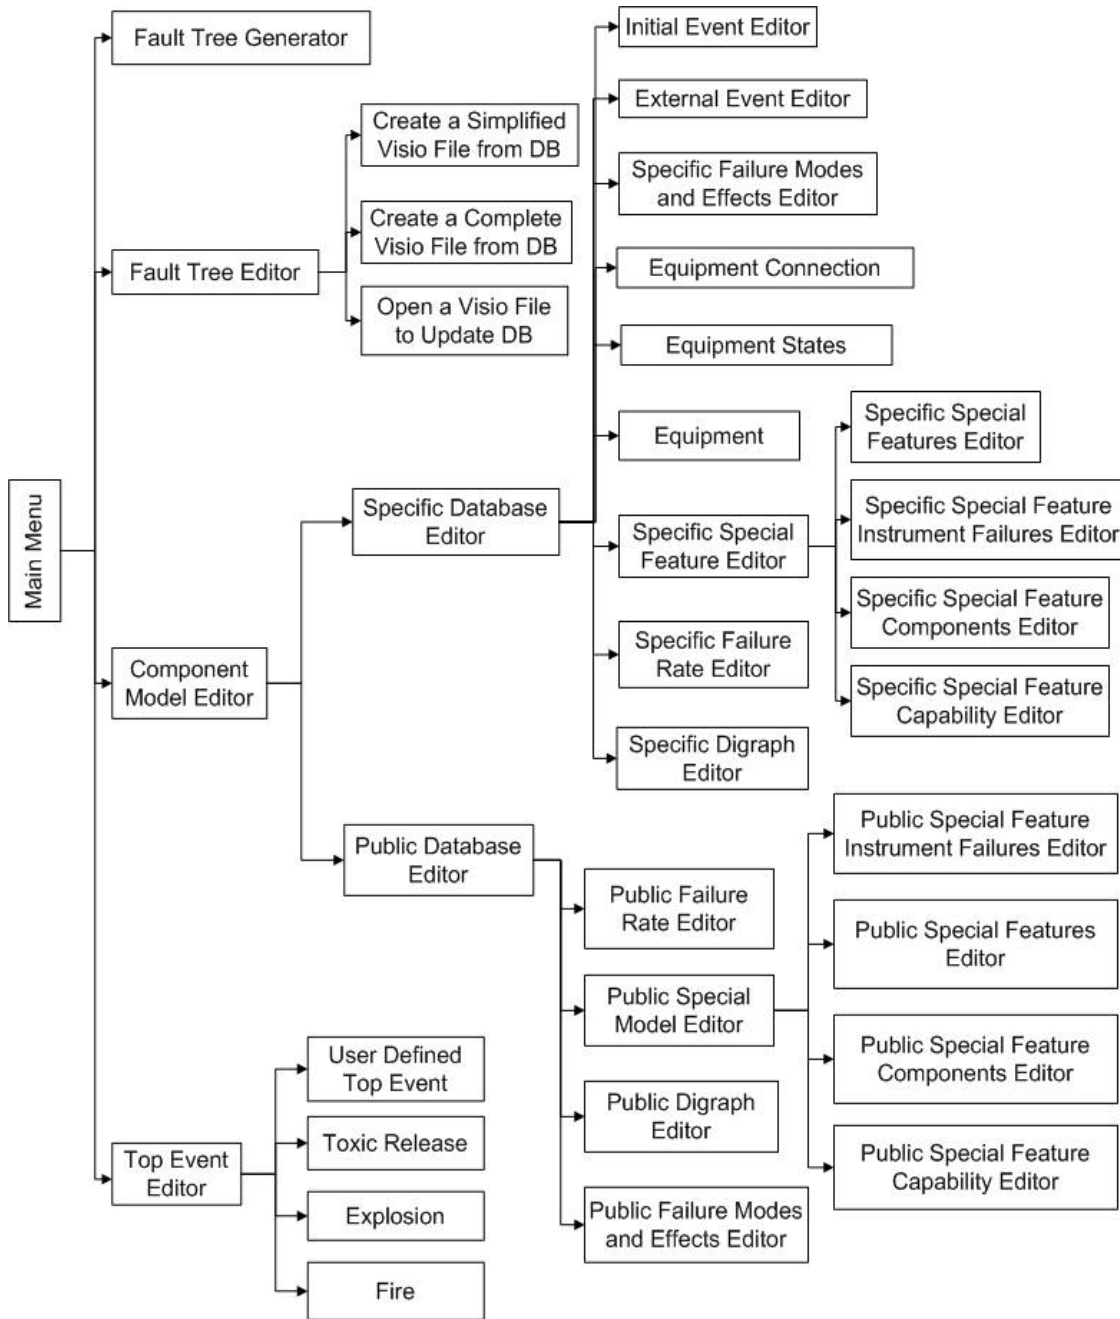 Main Menu
Fault Tree Generator
Fault Tree Editor
Create a Simplified
Visio File from DB
Create a Complete
Visio File from DB
Open a Visio File
to Update DB
Component
Model Editor
Specific Database
Editor
Initial Event Editor
External Event Editor
Specific Failure Modes
and Effects Editor
Equipment Connection
Equipment States
Equipment
Specific Special
Feature Editor
Specific Special
Features Editor
Specific Special Feature
Instrument Failures Editor
Specific Special Feature
Components Editor
Specific Special Feature
Capability Editor
Specific Failure
Rate Editor
Specific Digraph
Editor
Public Database
Editor
Public Failure
Rate Editor
Public Special
Model Editor
Public Special Feature
Instrument Failures Editor
Public Special Features
Editor
Public Special Feature
Components Editor
Public Special Feature
Capability Editor
Public Digraph
Editor
Public Failure Modes
and Effects Editor
Top Event
Editor
User Defined
Top Event
Toxic Release
Explosion
Fire